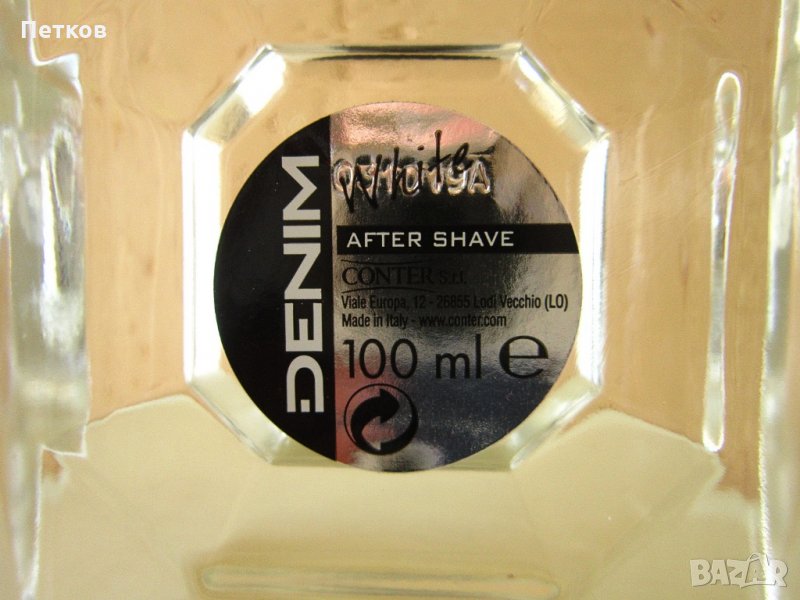 Петков
DENIM
White
AFTER SHAVE
CONTER S.r.l.
Viale Europa, 12 - 26855 Lodi Vecchio (LO)
Made in Italy - www.conter.com
100 ml e
BAZAR